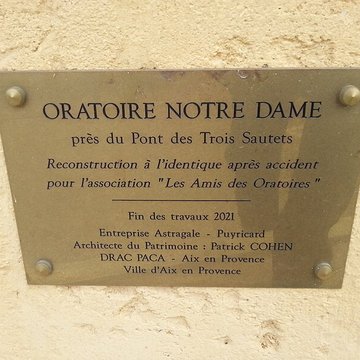 ORATOIRE NOTRE DAME
près du Pont des Trois Sautets
Reconstruction à l'identique après accident
pour l'association "Les Amis des Oratoires"
Fin des travaux 2021
Entreprise Astragale - Puyricard
Architecte du Patrimoine : Patrick COHEN
DRAC PACA - Aix en Provence
Ville d'Aix en Provence